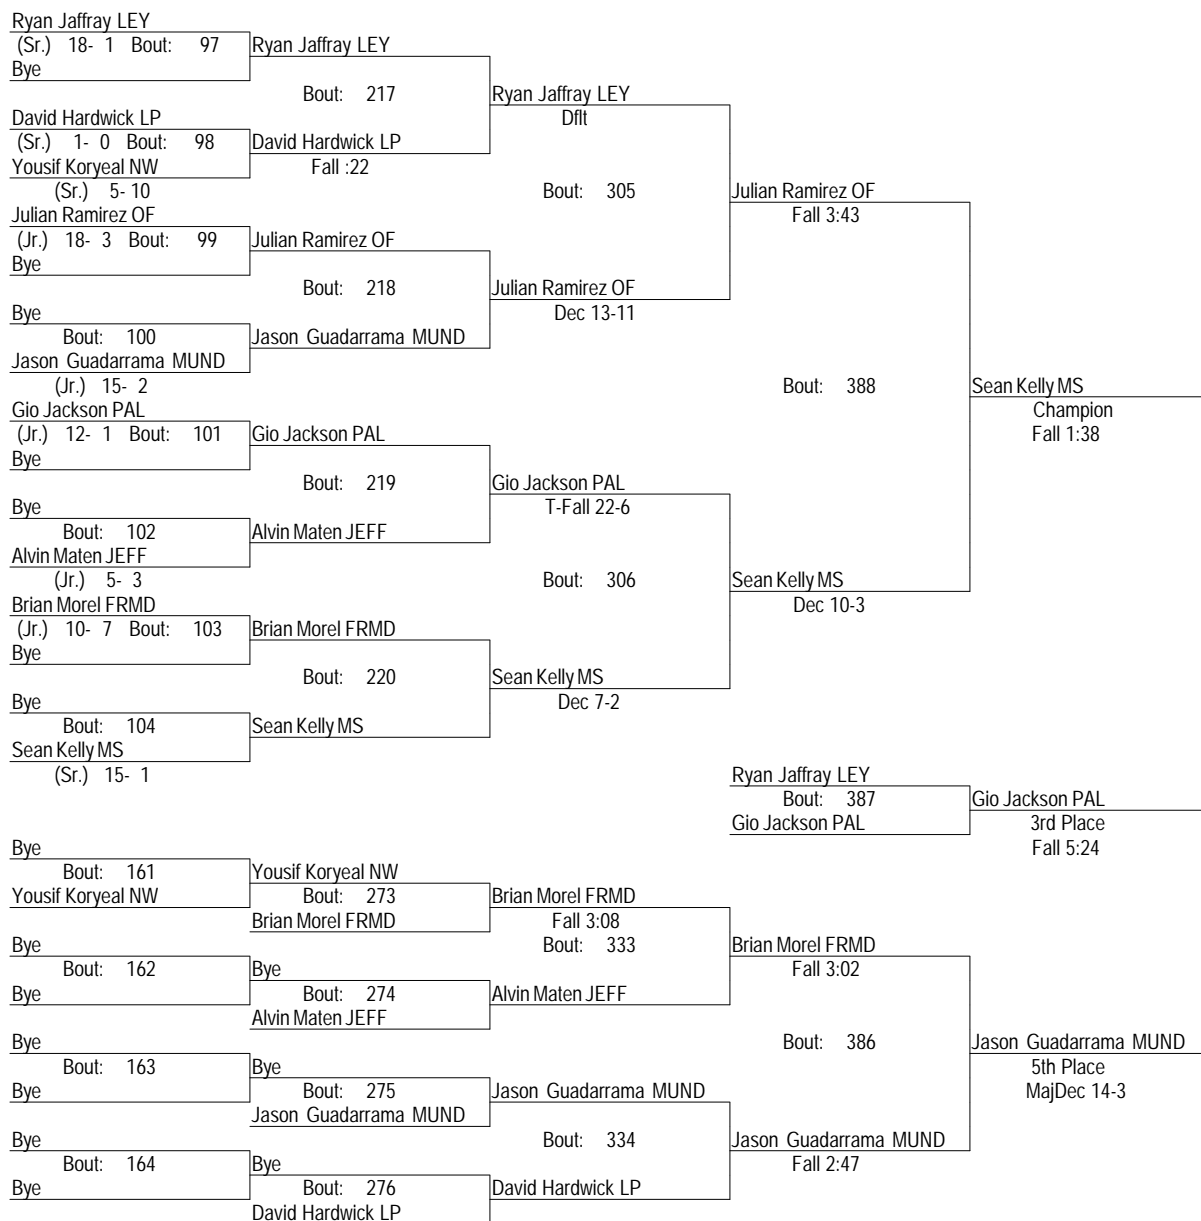 Ryan Jaffray LEY
(Sr.) 18- 1 Bout: 97 Ryan Jaffray LEY
Bye
Bout: 217 Ryan Jaffray LEY
David Hardwick LP Dflt
(Sr.) 1- 0 Bout: 98 David Hardwick LP
Yousif Koryeal NW Fall :22
(Sr.) 5- 10 Bout: 305 Julian Ramirez OF
Julian Ramirez OF Fall 3:43
(Jr.) 18- 3 Bout: 99 Julian Ramirez OF
Bye
Bout: 218 Julian Ramirez OF
Bye Dec 13-11
Bout: 100 Jason Guadarrama MUND
Jason Guadarrama MUND
(Jr.) 15- 2 Bout: 388 Sean Kelly MS
Gio Jackson PAL Champion
(Jr.) 12- 1 Bout: 101 Gio Jackson PAL Fall 1:38
Bye
Bout: 219 Gio Jackson PAL
Bye T-Fall 22-6
Bout: 102 Alvin Maten JEFF
Alvin Maten JEFF
(Jr.) 5- 3 Bout: 306 Sean Kelly MS
Brian Morel FRMD Dec 10-3
(Jr.) 10- 7 Bout: 103 Brian Morel FRMD
Bye
Bout: 220 Sean Kelly MS
Bye Dec 7-2
Bout: 104 Sean Kelly MS
Sean Kelly MS
(Sr.) 15- 1 Ryan Jaffray LEY
Bout: 387 Gio Jackson PAL
Gio Jackson PAL 3rd Place
Bye Fall 5:24
Bout: 161 Yousif Koryeal NW
Yousif Koryeal NW Bout: 273 Brian Morel FRMD
Brian Morel FRMD Fall 3:08
Bye Bout: 333 Brian Morel FRMD
Bout: 162 Bye Fall 3:02
Bye Bout: 274 Alvin Maten JEFF
Alvin Maten JEFF
Bye Bout: 386 Jason Guadarrama MUND
Bout: 163 Bye 5th Place
Bye Bout: 275 Jason Guadarrama MUND MajDec 14-3
Jason Guadarrama MUND
Bye Bout: 334 Jason Guadarrama MUND
Bout: 164 Bye Fall 2:47
Bye Bout: 276 David Hardwick LP
David Hardwick LP